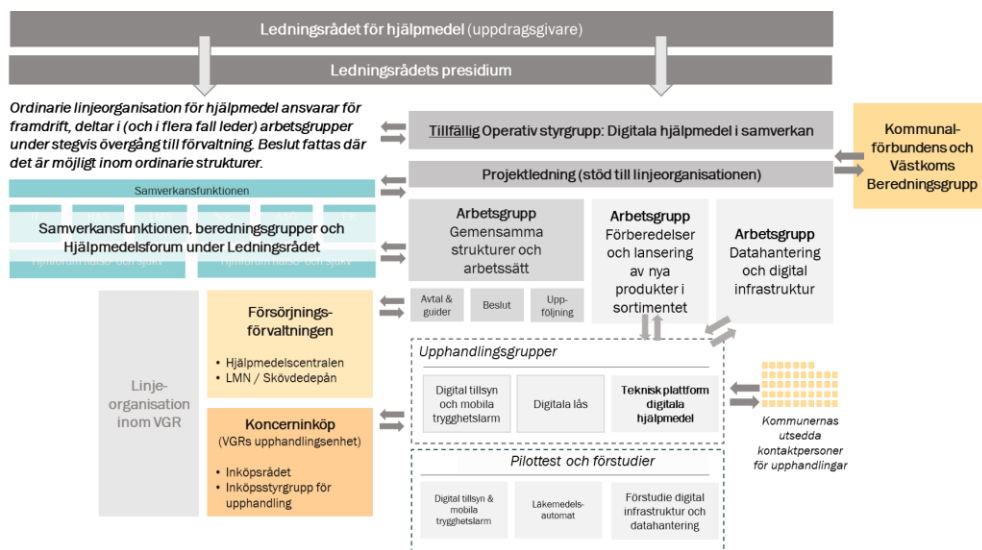 Ledningsrådet för hjälpmedel (uppdragsgivare)
Ledningsrådets presidium
Ordinarie linjeorganisation för hjälpmedel ansvarar för
framdrift, deltar i (och i flera fall leder) arbetsgrupper
under stegvis övergång till förvaltning. Beslut fattas där
det är möjligt inom ordinarie strukturer.
Tillfällig Operativ styrgrupp: Digitala hjälpmedel i samverkan
Projektledning (stöd till linjeorganisationen)
Kommunal-
förbundens och
Västkoms
Beredningsgrupp
Samverkansfunktionen
Samverkansfunktionen, beredningsgrupper och
Hjälpmedelsforum under Ledningsrådet
Arbetsgrupp
Gemensamma
strukturer och
arbetssätt
Avtal &
guider
Beslut
Upp-
följning
Arbetsgrupp
Förberedelser
och lansering
av nya
produkter i
sortimentet
Arbetsgrupp
Datahantering
och digital
infrastruktur
Linje-
organisation
inom VGR
Försörjnings-
förvaltningen
• Hjälpmedelscentralen
• LMN / Skövdedepån
Koncerninköp
(VGRs upphandlingsenhet)
• Inköpsrådet
• Inköpsstyrgrupp för
upphandling
Upphandlingsgrupper
Digital tillsyn
och mobila
trygghetslarm
Digitala lås
Teknisk plattform
digitala
hjälpmedel
Kommunernas
utsedda
kontaktpersoner
för upphandlingar
Pilottest och förstudier
Digital tillsyn &
mobila
trygghetslarm
Läkemedels-
automat
Förstudie digital
infrastruktur och
datahantering